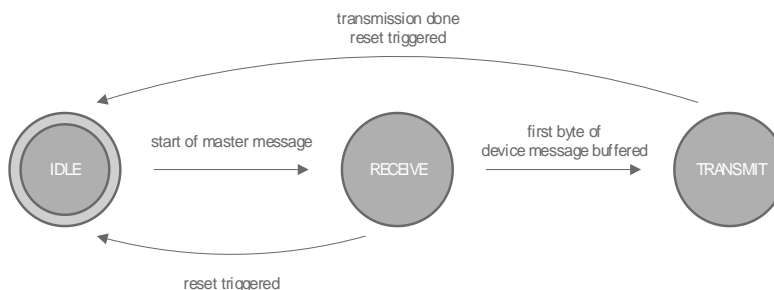 transmission done
reset triggered
start of master message
first byte of
device message buffered
IDLE
RECEIVE
TRANSMIT
reset triggered